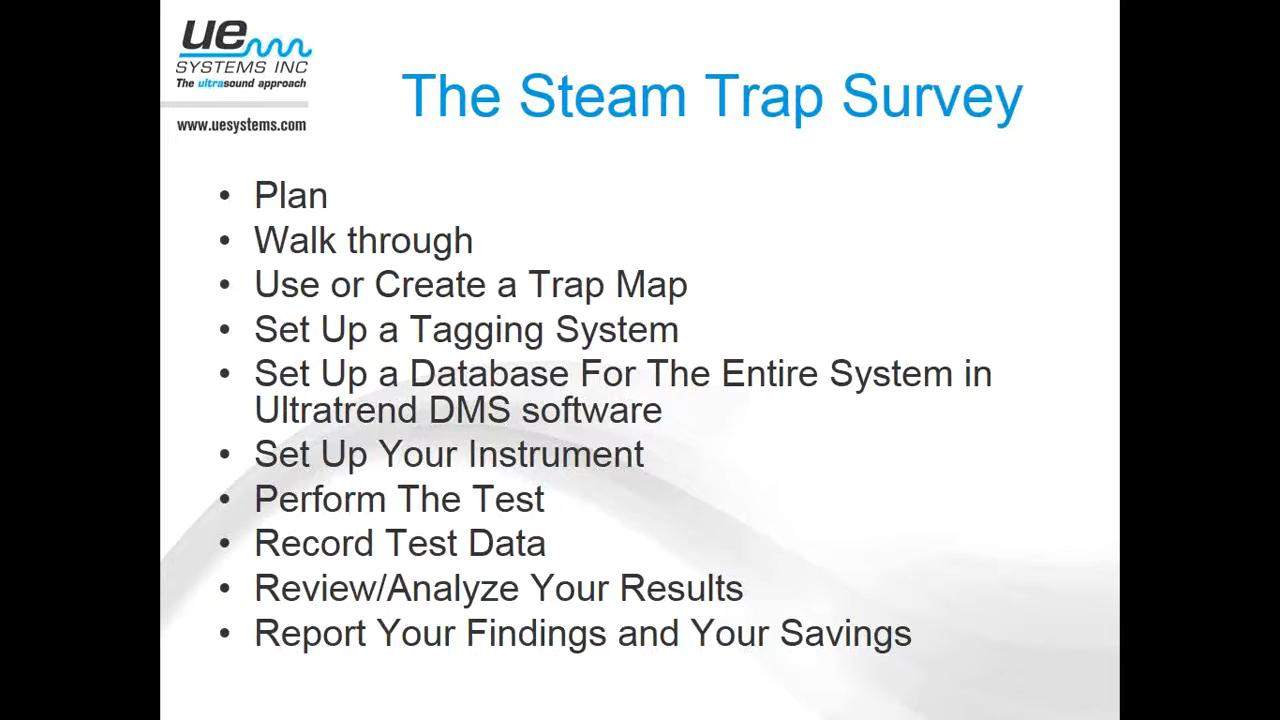 ue
SYSTEMS INC
The ultrasound approach
www.uesystems.com
The Steam Trap Survey
• Plan
• Walk through
• Use or Create a Trap Map
• Set Up a Tagging System
• Set Up a Database For The Entire System in
Ultratrend DMS software
• Set Up Your Instrument
• Perform The Test
• Record Test Data
• Review/Analyze Your Results
• Report Your Findings and Your Savings